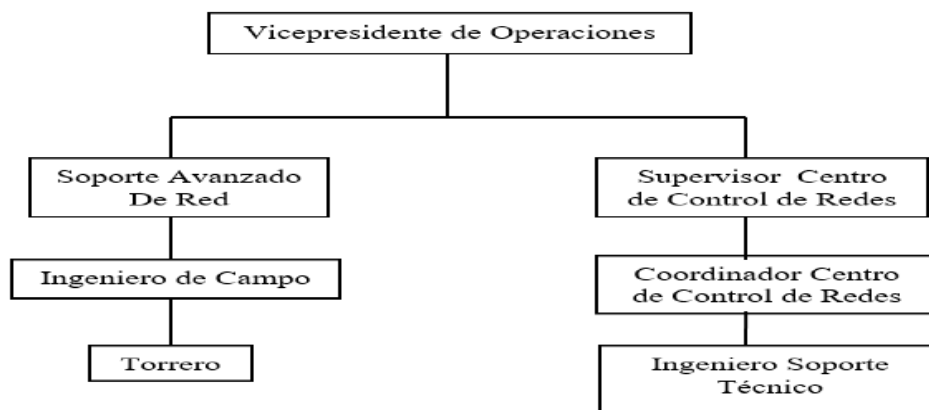 Vicepresidente de Operaciones
Soporte Avanzado
De Red
Supervisor Centro
de Control de Redes
Ingeniero de Campo
Coordinador Centro
de Control de Redes
Torrero
Ingeniero Soporte
Técnico